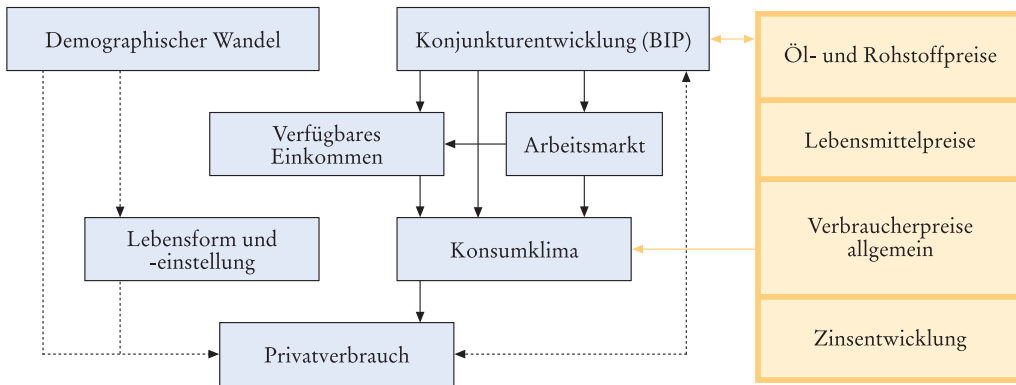 Demographischer Wandel
Konjunkturentwicklung (BIP)
Öl- und Rohstoffpreise
Verfügbares
Einkommen
Arbeitsmarkt
Lebensmittelpreise
Lebensform und
-einstellung
Konsumklima
Verbraucherpreise
allgemein
Privatverbrauch
Zinsentwicklung